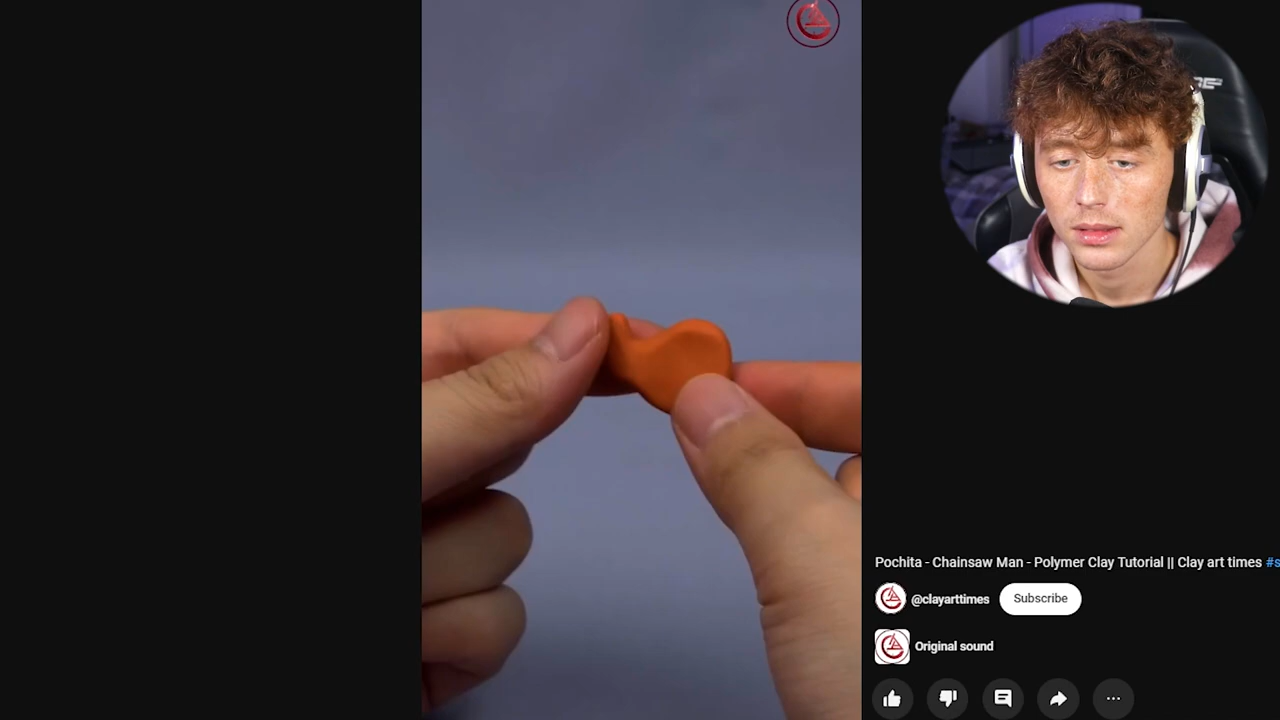 Pochita - Chainsaw Man - Polymer Clay Tutorial || Clay art times #s
@clayarttimes
Subscribe
Original sound